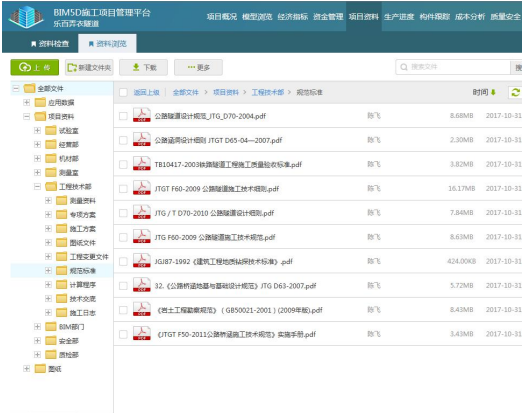 BIM5D施工项目管理平台
乐百弄衣隧道
项目概况 模型浏览 经济指标 资金管理 项目资料 生产进度 构件跟踪 成本分析 质量安全
资料检查 资料浏览
上 传 新建文件夹 下载 更多 搜索文件 搜
全部文件
应用数据
项目资料
试验室
经营部
机材部
测量室
工程技术部
测量资料
专项方案
施工方案
图纸文件
工程变更文件
规范标准
计算程序
技术交底
施工日志
BIM部门
安全部
质检部
图纸
返回上级 全部文件 > 项目资料 > 工程技术部 > 规范标准 时间
公路隧道设计规范_JTG_D70-2004.pdf 陈飞 8.68MB 2017-10-31
公路涵洞设计细则 JTGT D65-04—2007.pdf 陈飞 2.30MB 2017-10-31
TB10417-2003铁路隧道工程施工质量验收标准.pdf 陈飞 3.82MB 2017-10-31
JTGT F60-2009 公路隧道施工技术细则.pdf 陈飞 16.17MB 2017-10-31
JTG / T D70-2010 公路隧道设计细则.pdf 陈飞 7.84MB 2017-10-31
JTG F60-2009 公路隧道施工技术规范.pdf 陈飞 8.63MB 2017-10-31
JGJ87-1992《建筑工程地质钻探技术标准》.pdf 陈飞 424.00KB 2017-10-31
32.《公路桥涵地基与基础设计规范》JTG D63-2007.pdf 陈飞 5.72MB 2017-10-31
《岩土工程勘察规范》( GB50021-2001 ) (2009年版).pdf 陈飞 8.43MB 2017-10-31
《JTGT F50-2011公路桥涵施工技术规范》实施手册.pdf 陈飞 3.43MB 2017-10-31